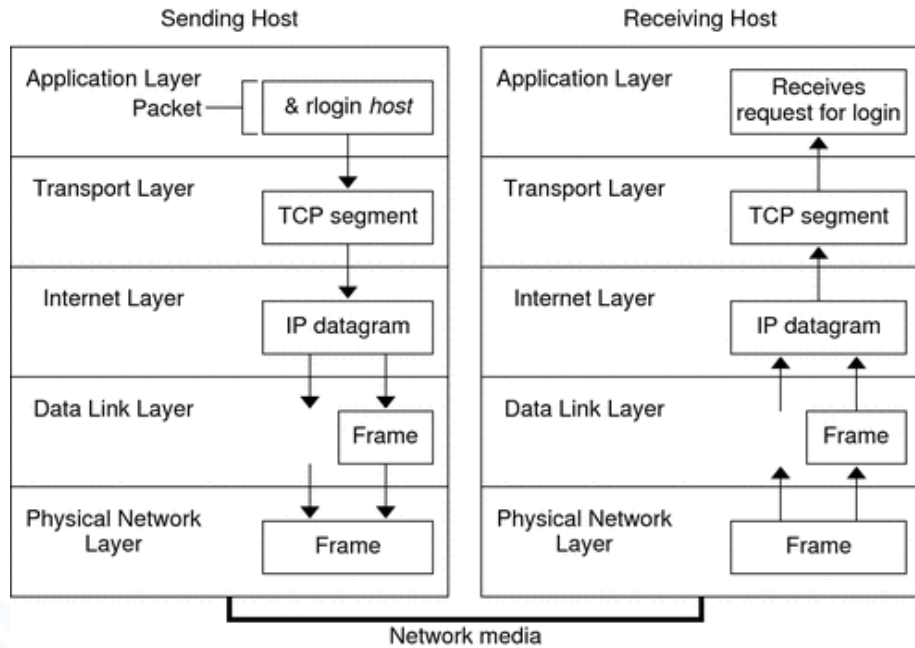 Sending Host
Application Layer
Packet
& rlogin host
Transport Layer
TCP segment
Internet Layer
IP datagram
Data Link Layer
Frame
Physical Network
Layer
Frame
Receiving Host
Application Layer
Receives
request for login
Transport Layer
TCP segment
Internet Layer
IP datagram
Data Link Layer
Frame
Physical Network
Layer
Frame
Network media